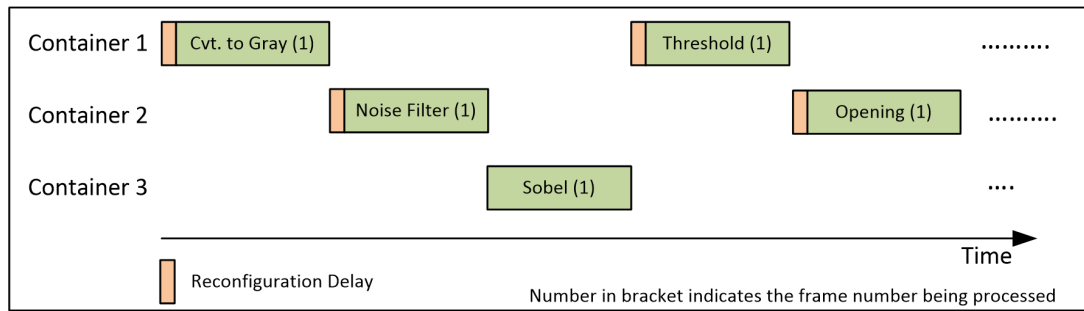 Container 1
Cvt. to Gray (1)
Threshold (1)
..........
Container 2
Noise Filter (1)
Opening (1)
..........
Container 3
Sobel (1)
....
Time
Reconfiguration Delay
Number in bracket indicates the frame number being processed